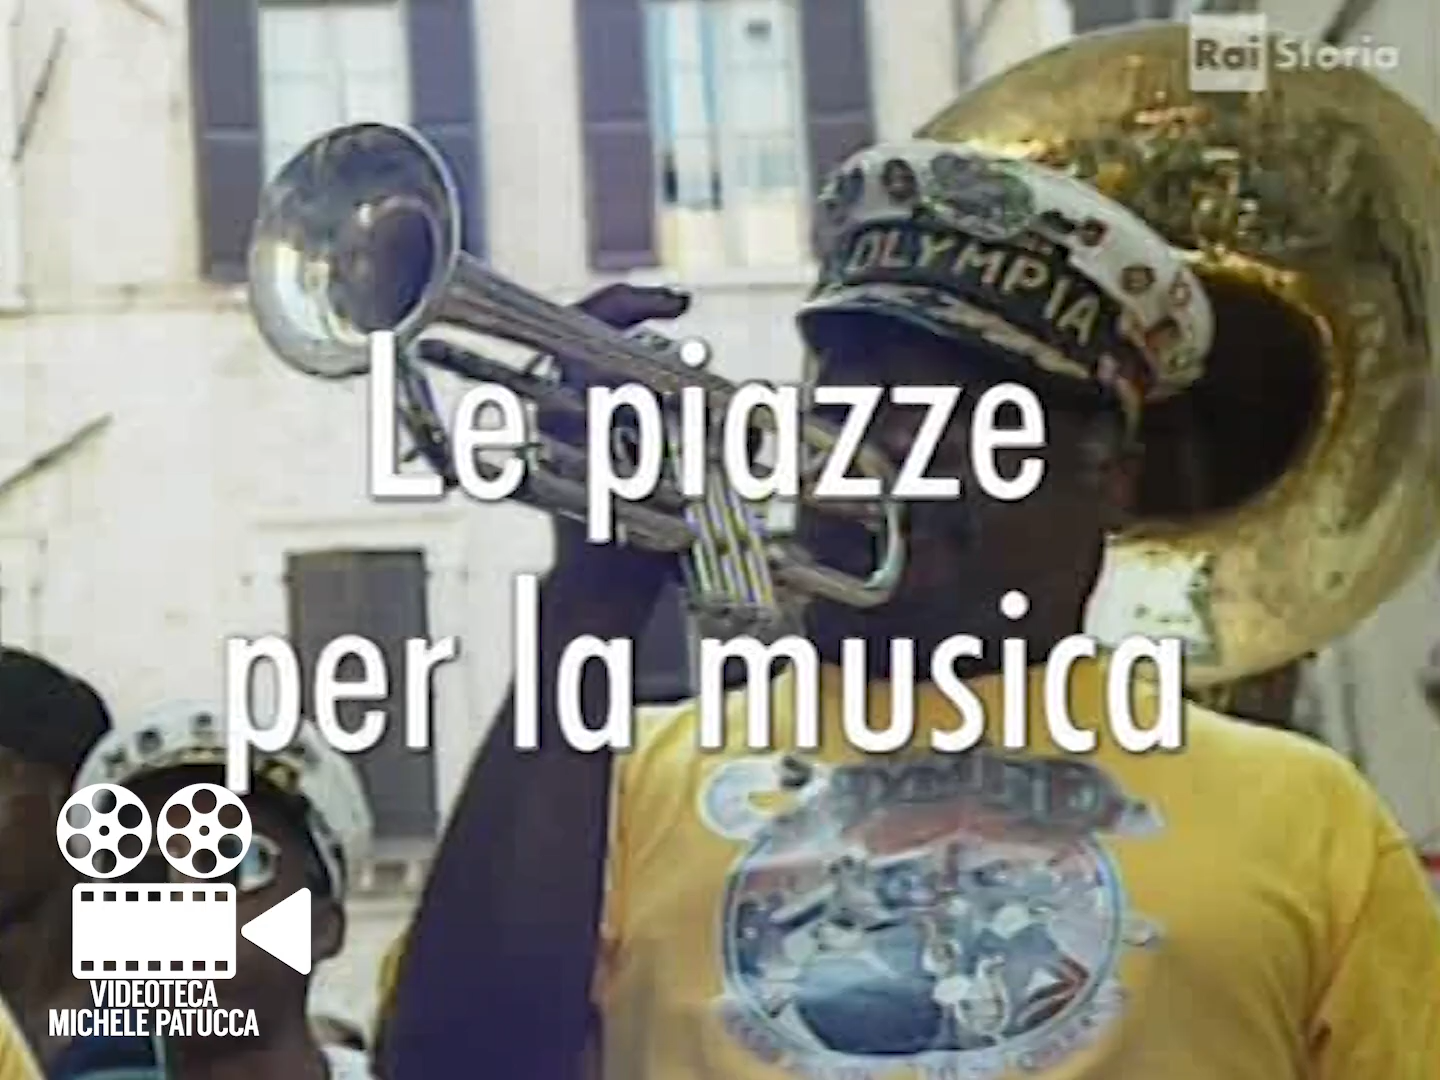 Rai Storia
OLYMPIA
Le piazze
per la musica
VIDEOTECA
MICHELE PATUCCA